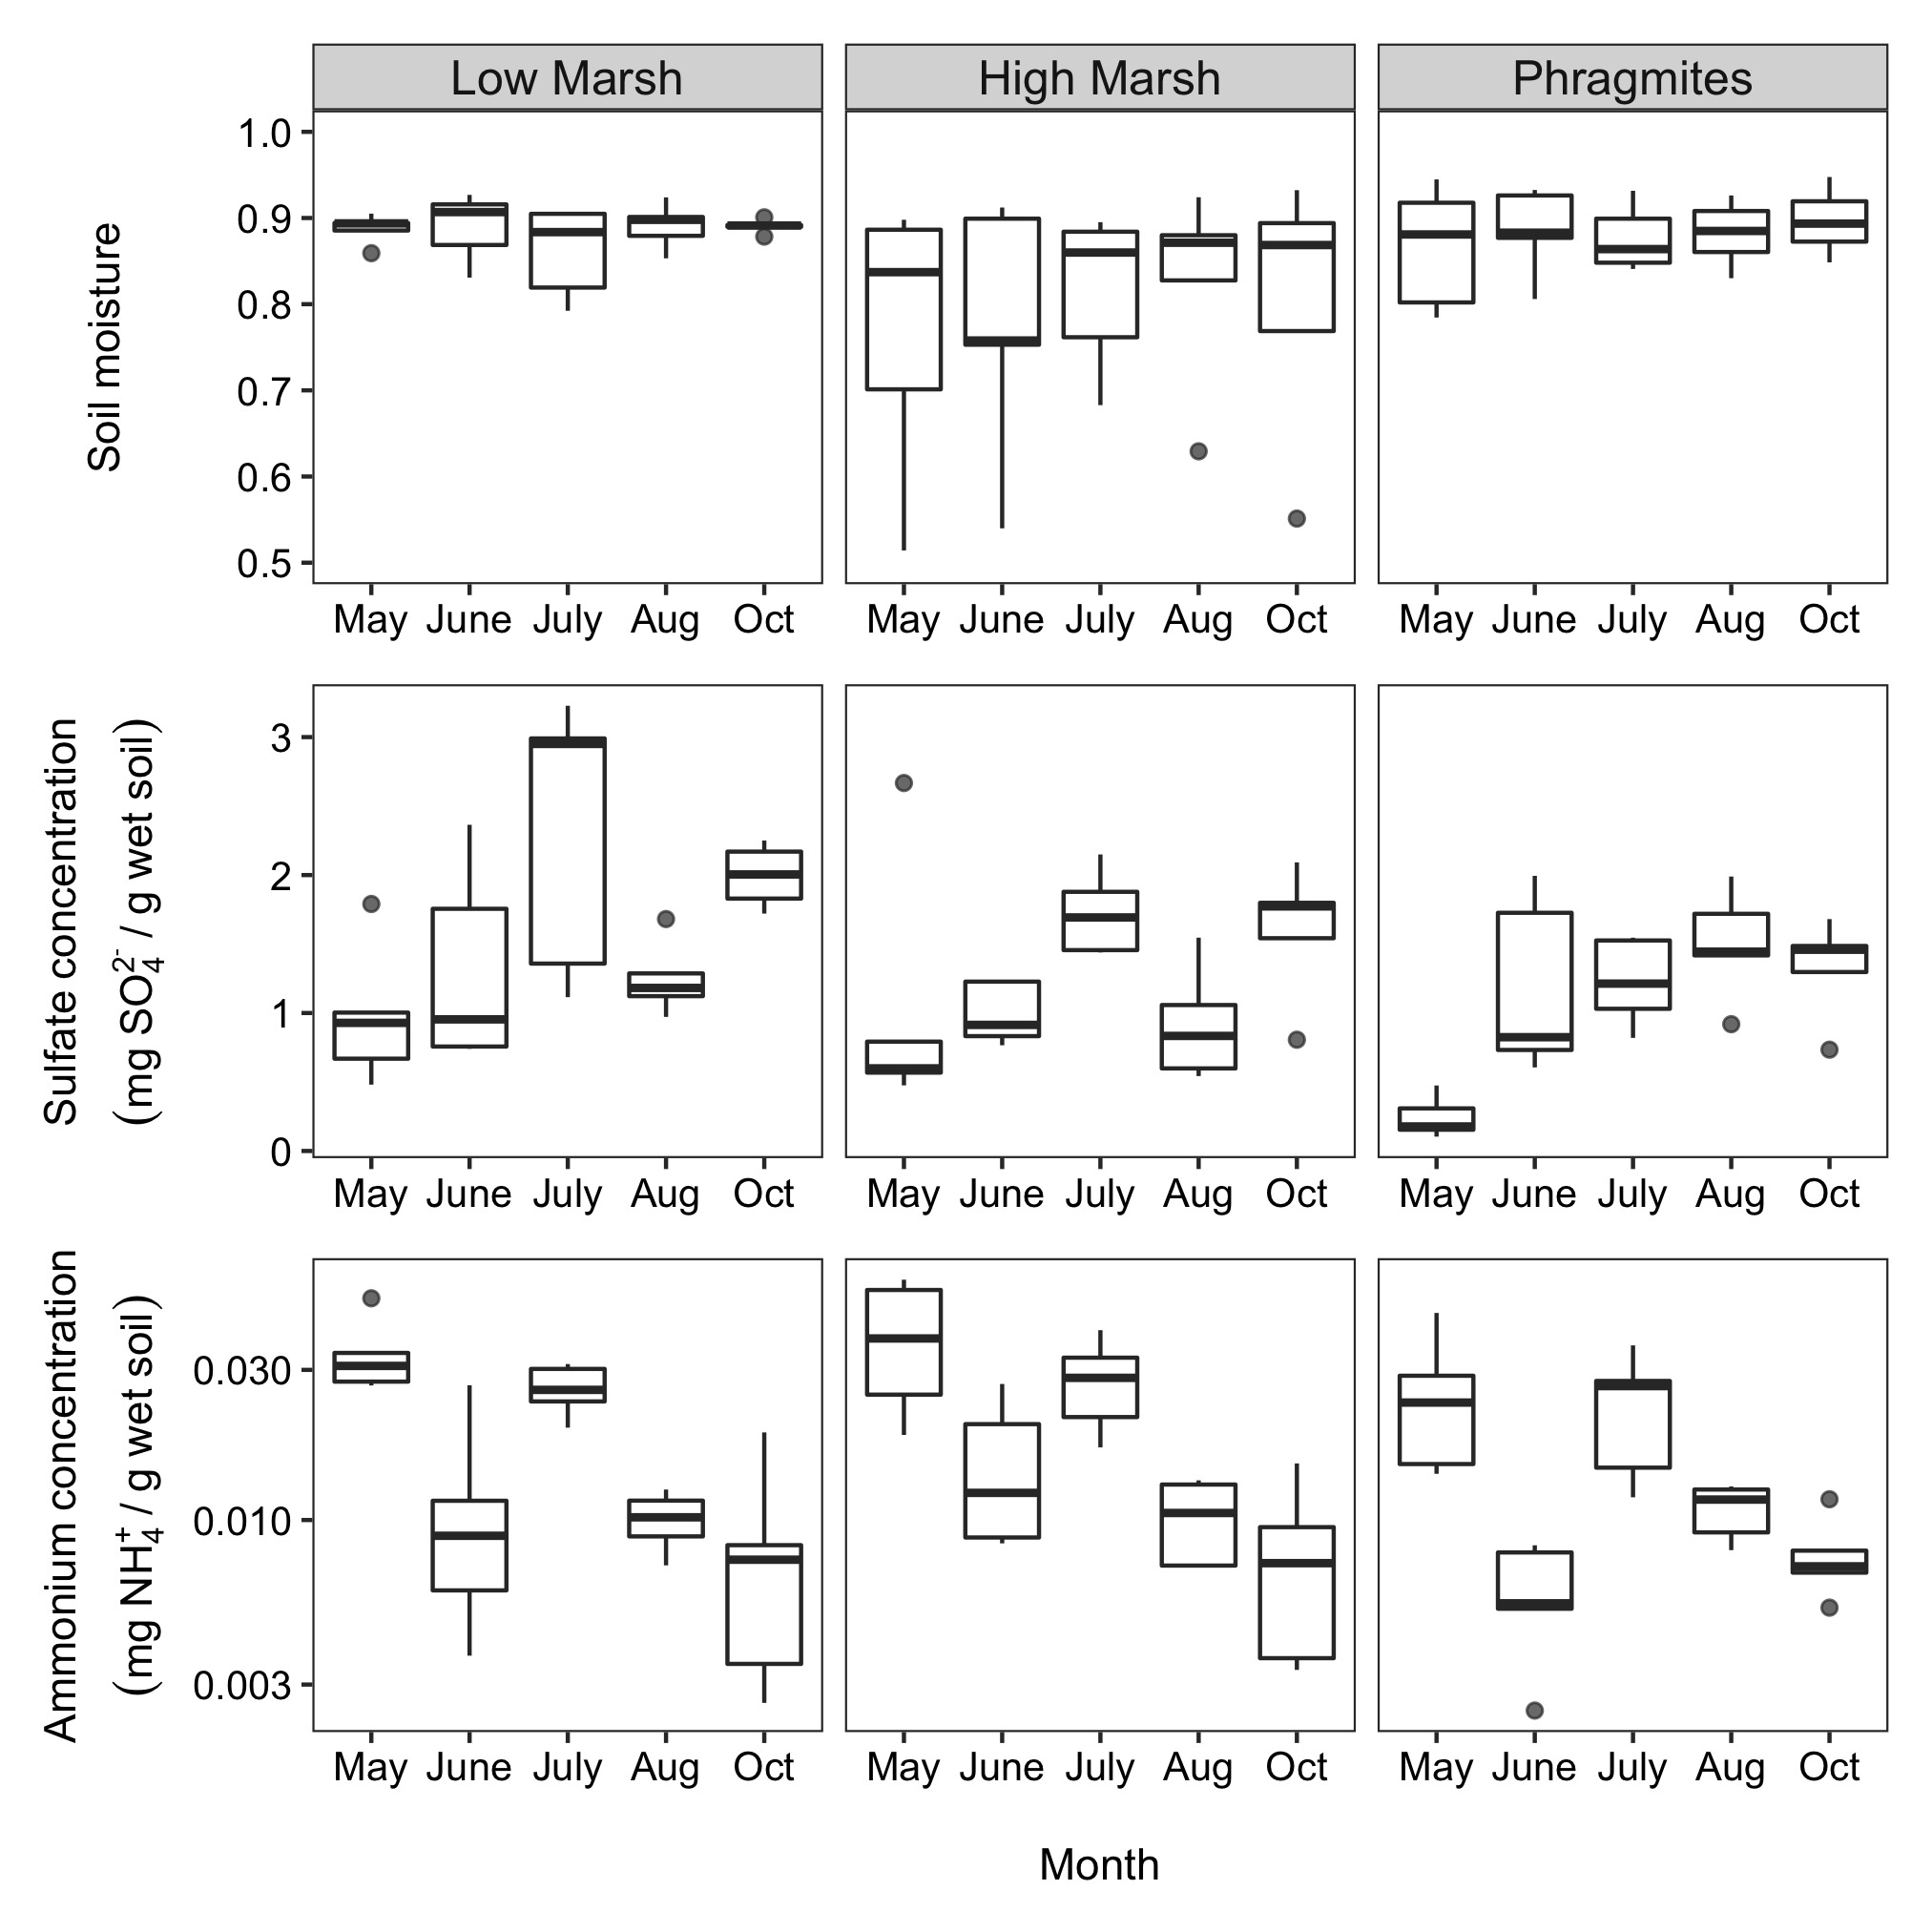 Low Marsh High Marsh Phragmites
Soil moisture
1.0
0.9
0.8
0.7
0.6
0.5
May June July Aug Oct May June July Aug Oct May June July Aug Oct
Sulfate concentration
(mg SO₄²⁻ / g wet soil)
3
2
1
0
May June July Aug Oct May June July Aug Oct May June July Aug Oct
Ammonium concentration
(mg NH₄⁺ / g wet soil)
0.030
0.010
0.003
May June July Aug Oct May June July Aug Oct May June July Aug Oct
Month